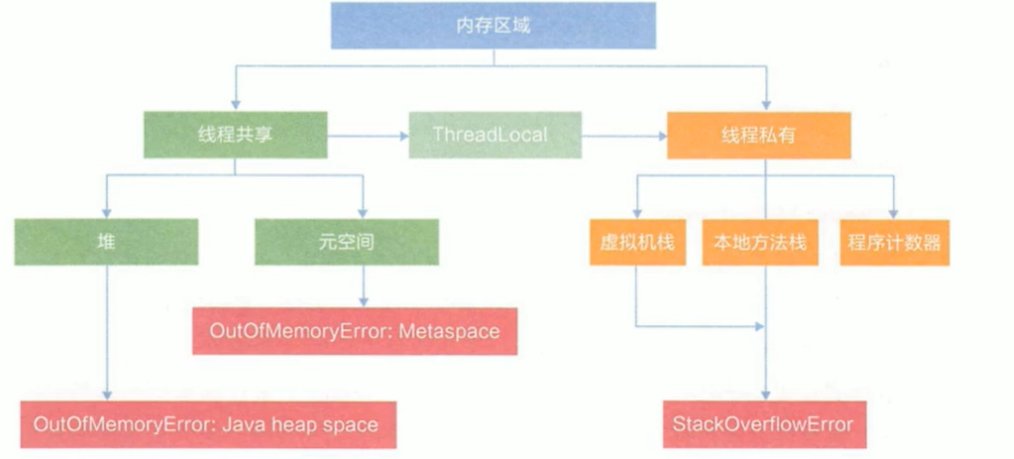 内存区域
线程共享
ThreadLocal
线程私有
堆
元空间
虚拟机栈
本地方法栈
程序计数器
OutOfMemoryError: Metaspace
OutOfMemoryError: Java heap space
StackOverflowError